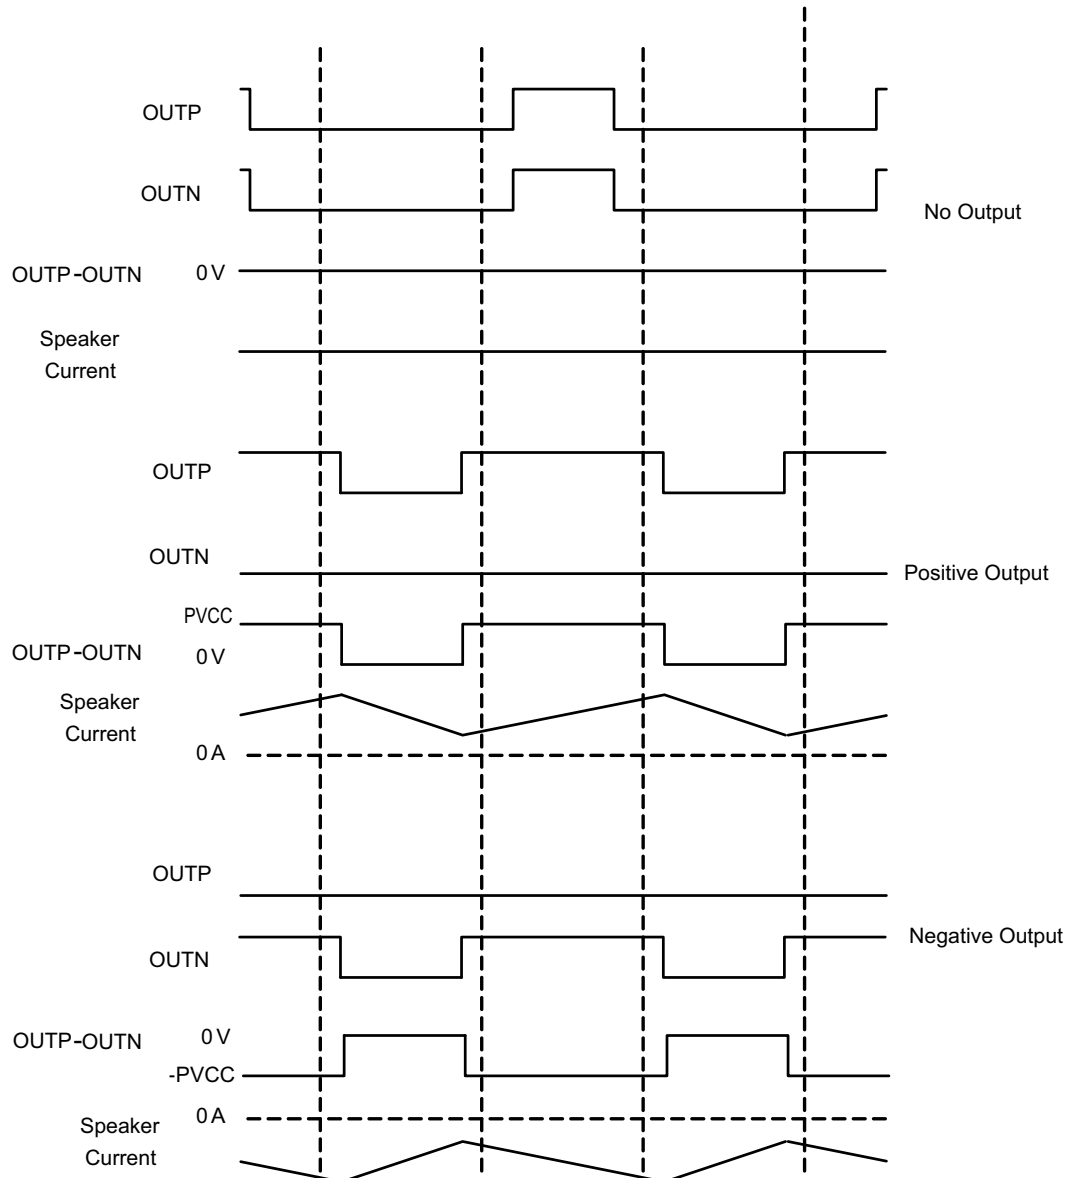 OUTP
OUTN
No Output
OUTP-OUTN 0 V
Speaker
Current
OUTP
OUTN
Positive Output
PVCC
OUTP-OUTN 0 V
Speaker
Current
0 A
OUTP
Negative Output
OUTN
OUTP-OUTN 0 V
-PVCC
0 A
Speaker
Current